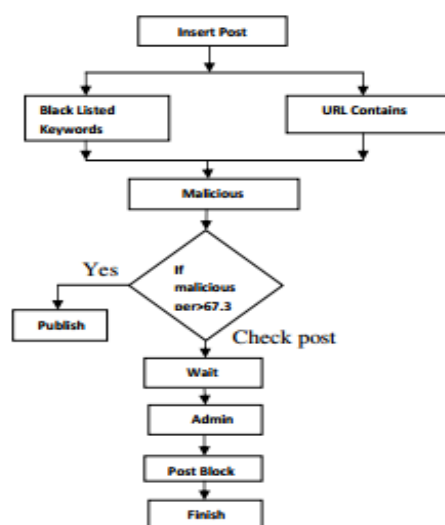 Insert Post
Black Listed
Keywords
URL Contains
Malicious
Yes
If
malicious
per>67.3
Publish
Check post
Wait
Admin
Post Block
Finish